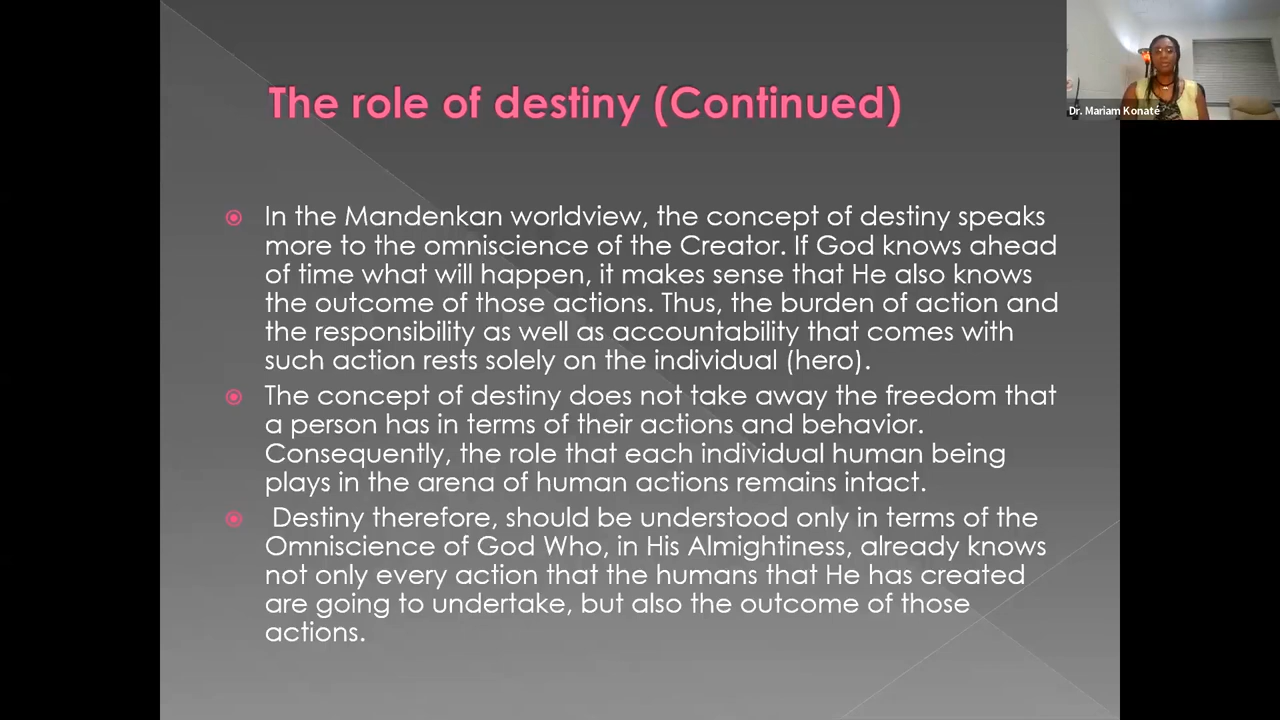 The role of destiny (Continued)
Dr. Mariam Konaté
In the Mandenkan worldview, the concept of destiny speaks
more to the omniscience of the Creator. If God knows ahead
of time what will happen, it makes sense that He also knows
the outcome of those actions. Thus, the burden of action and
the responsibility as well as accountability that comes with
such action rests solely on the individual (hero).
The concept of destiny does not take away the freedom that
a person has in terms of their actions and behavior.
Consequently, the role that each individual human being
plays in the arena of human actions remains intact.
Destiny therefore, should be understood only in terms of the
Omniscience of God Who, in His Almightiness, already knows
not only every action that the humans that He has created
are going to undertake, but also the outcome of those
actions.